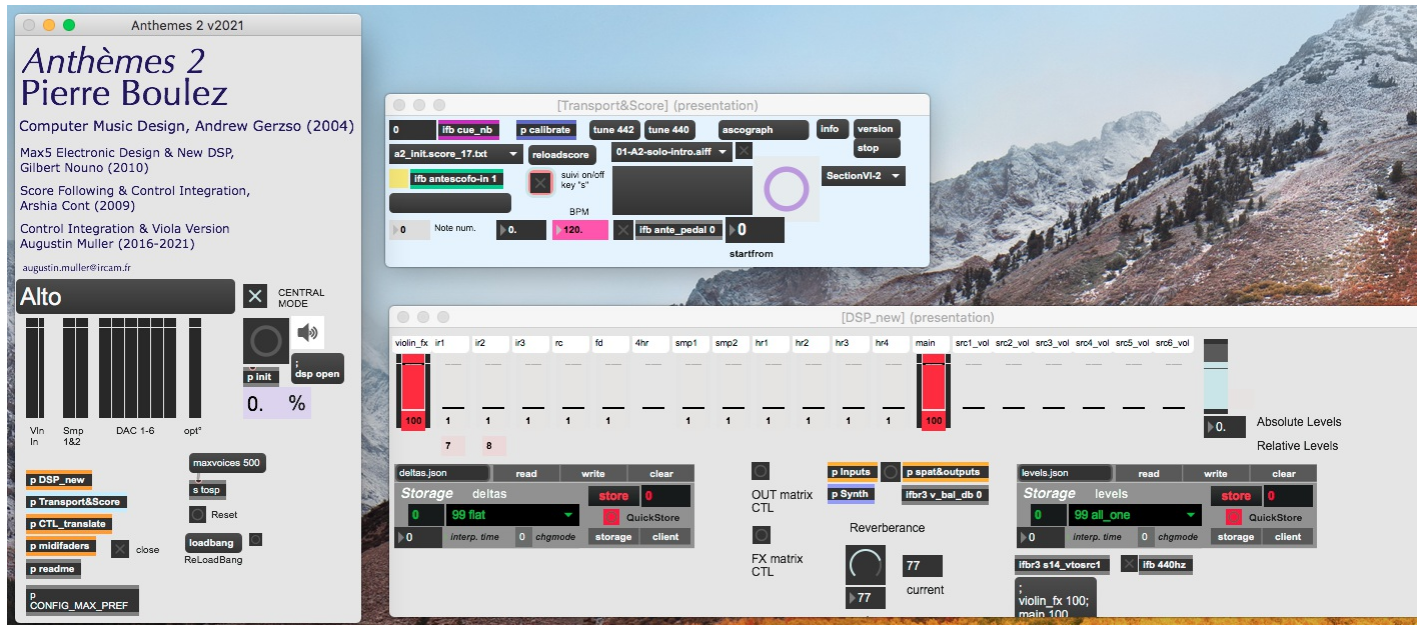 Anthemes 2 v2021
Anthèmes 2
Pierre Boulez
Computer Music Design, Andrew Gerzso (2004)
Max5 Electronic Design & New DSP,
Gilbert Nouno (2010)
Score Following & Control Integration,
Arshia Cont (2009)
Control Integration & Viola Version
Augustin Muller (2016-2021)
augustin.muller@ircam.fr
Alto
CENTRAL
MODE
p init
;
dsp open
0. %
Vln
In
Smp
1&2
DAC 1-6
opt°
p DSP_new
p Transport&Score
p CTL_translate
p midifaders
p readme
p
CONFIG_MAX_PREF
close
maxvoices 500
s tosp
Reset
loadbang
ReLoadBang
[Transport&Score] (presentation)
0 ifb cue_nb p calibrate tune 442 tune 440 ascograph info version
stop
a2_init.score_17.txt reloadscore 01-A2-solo-intro.aiff
ifb antescofo-in 1
suivi on/off
key "s"
SectionVI-2
BPM
0 Note num. 0. 120. ifb ante_pedal 0 0
startfrom
[DSP_new] (presentation)
violin_fx ir1 ir2 ir3 rc fd 4hr smp1 smp2 hr1 hr2 hr3 hr4 main src1_vol src2_vol src3_vol src4_vol src5_vol src6_vol
100 1 1 1 1 1 1 1 1 1 1 1 100
0. Absolute Levels
7 8 Relative Levels
deltas.json read write clear
Storage deltas store 0
0 99 flat QuickStore
0 interp. time 0 chgmode storage client
OUT matrix
CTL
FX matrix
CTL
p Inputs p spat&outputs
p Synth ifbr3 v_bal_db 0
Reverberance
77
77
current
levels.json read write clear
Storage levels store 0
0 99 all_one QuickStore
0 interp. time 0 chgmode storage client
ifbr3 s14_vtosrc1 ifb 440hz
;
violin_fx 100;
main 100